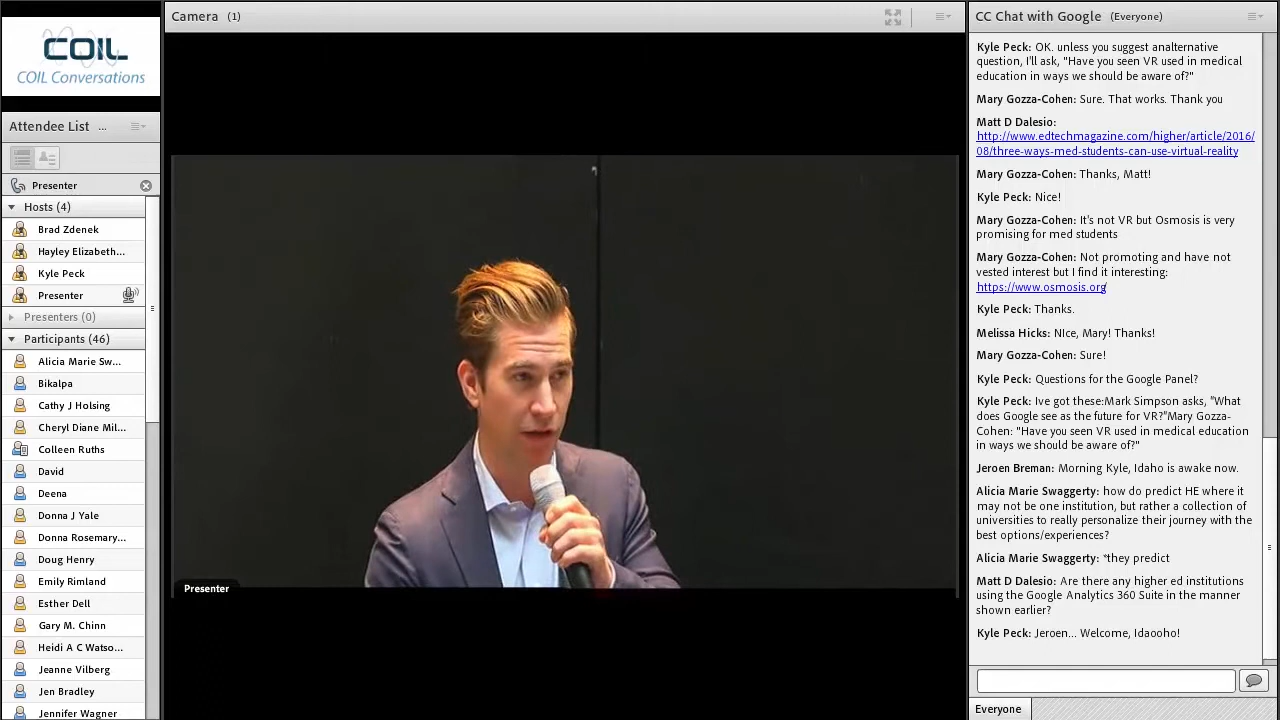 COIL
COIL Conversations
Attendee List ...
Presenter
Hosts (4)
Brad Zdenek
Hayley Elizabeth...
Kyle Peck
Presenter
Presenters (0)
Participants (46)
Alicia Marie Sw...
Bikalpa
Cathy J Holsing
Cheryl Diane Mil...
Colleen Ruths
David
Deena
Donna J Yale
Donna Rosemary...
Doug Henry
Emily Rimland
Esther Dell
Gary M. Chinn
Heidi A C Watso...
Jeanne Vilberg
Jen Bradley
Jennifer Wagner
Camera (1)
Presenter
CC Chat with Google (Everyone)
Kyle Peck: OK. unless you suggest analternative
question, I'll ask, "Have you seen VR used in medical
education in ways we should be aware of?"
Mary Gozza-Cohen: Sure. That works. Thank you
Matt D Dalesio:
http://www.edtechmagazine.com/higher/article/2016/
08/three-ways-med-students-can-use-virtual-reality
Mary Gozza-Cohen: Thanks, Matt!
Kyle Peck: Nice!
Mary Gozza-Cohen: It's not VR but Osmosis is very
promising for med students
Mary Gozza-Cohen: Not promoting and have not
vested interest but I find it interesting:
https://www.osmosis.org
Kyle Peck: Thanks.
Melissa Hicks: NIce, Mary! Thanks!
Mary Gozza-Cohen: Sure!
Kyle Peck: Questions for the Google Panel?
Kyle Peck: Ive got these:Mark Simpson asks, "What
does Google see as the future for VR?"Mary Gozza-
Cohen: "Have you seen VR used in medical education
in ways we should be aware of?"
Jeroen Breman: Morning Kyle, Idaho is awake now.
Alicia Marie Swaggerty: how do predict HE where it
may not be one institution, but rather a collection of
universities to really personalize their journey with the
best options/experiences?
Alicia Marie Swaggerty: *they predict
Matt D Dalesio: Are there any higher ed institutions
using the Google Analytics 360 Suite in the manner
shown earlier?
Kyle Peck: Jeroen... Welcome, Idaooho!
Everyone